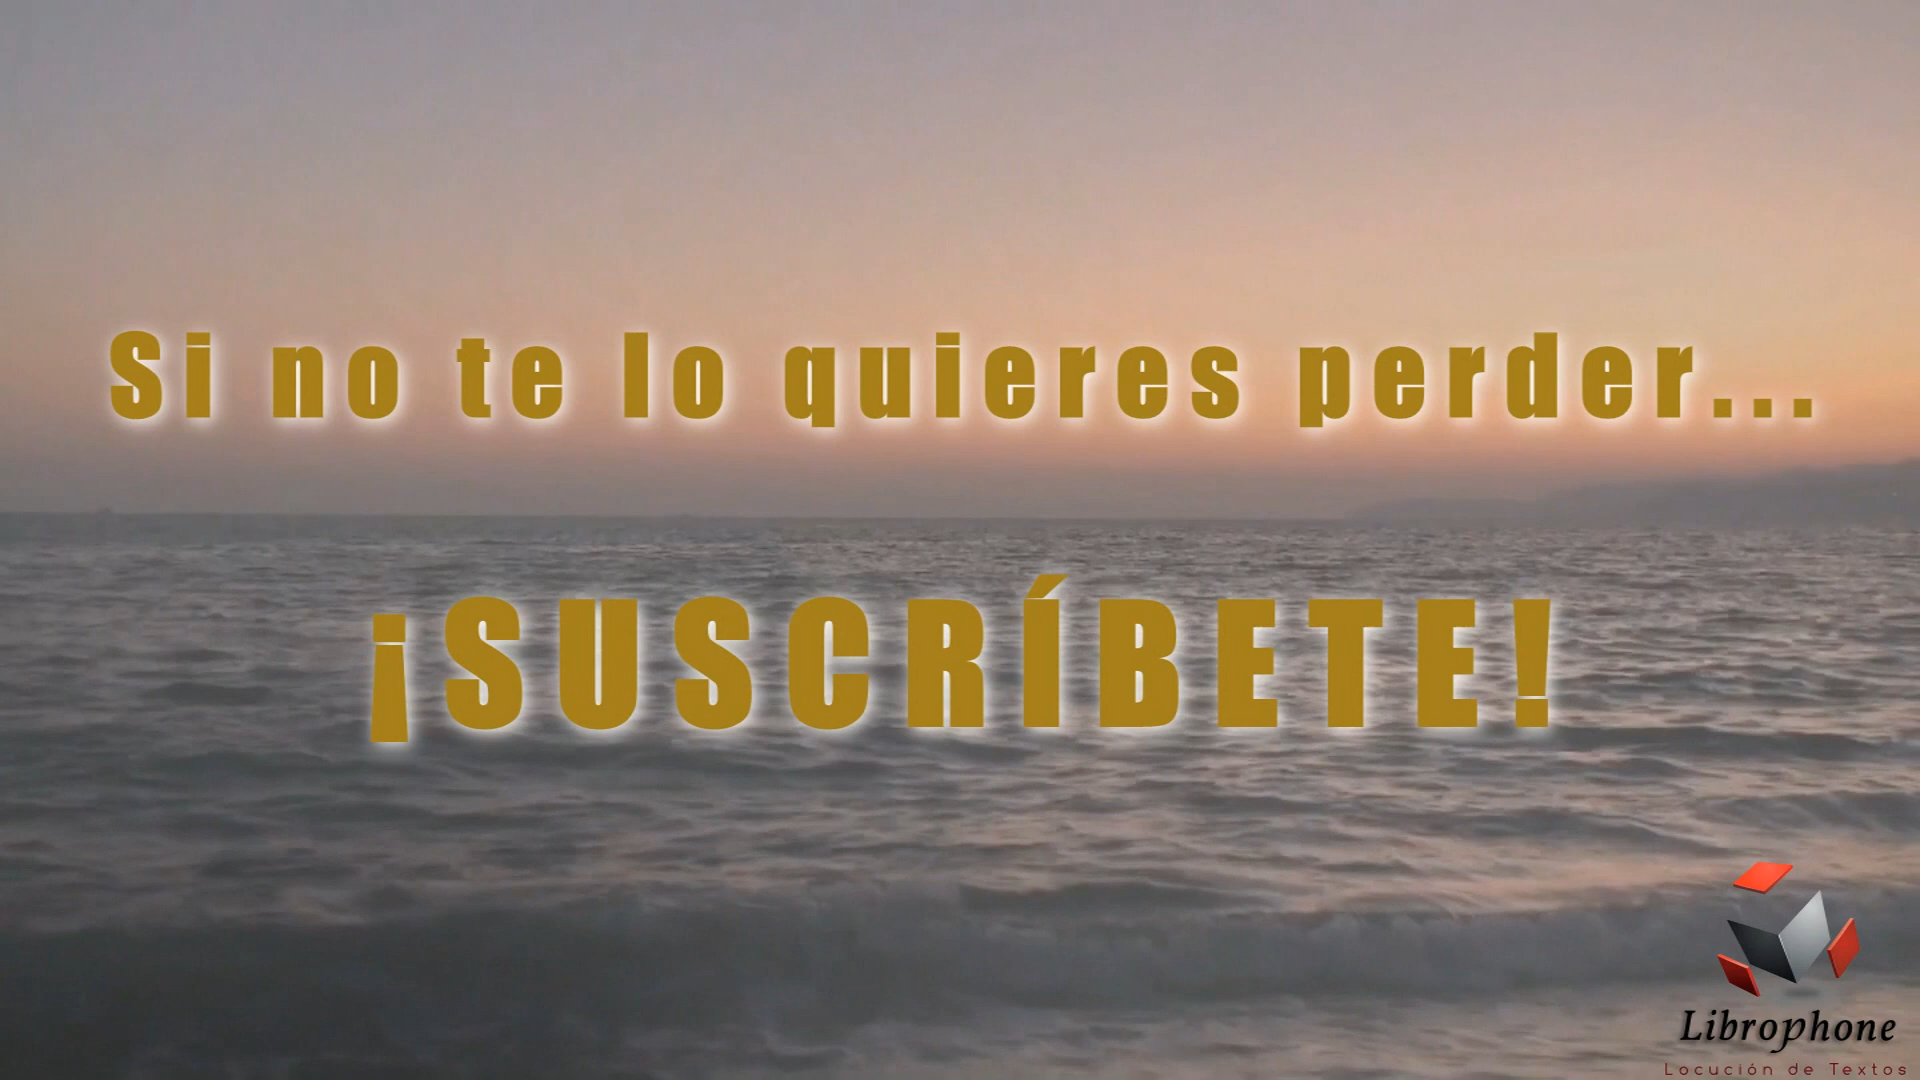 Si no te lo quieres perder...
¡SUSCRÍBETE!
Librophone
Locución de Textos